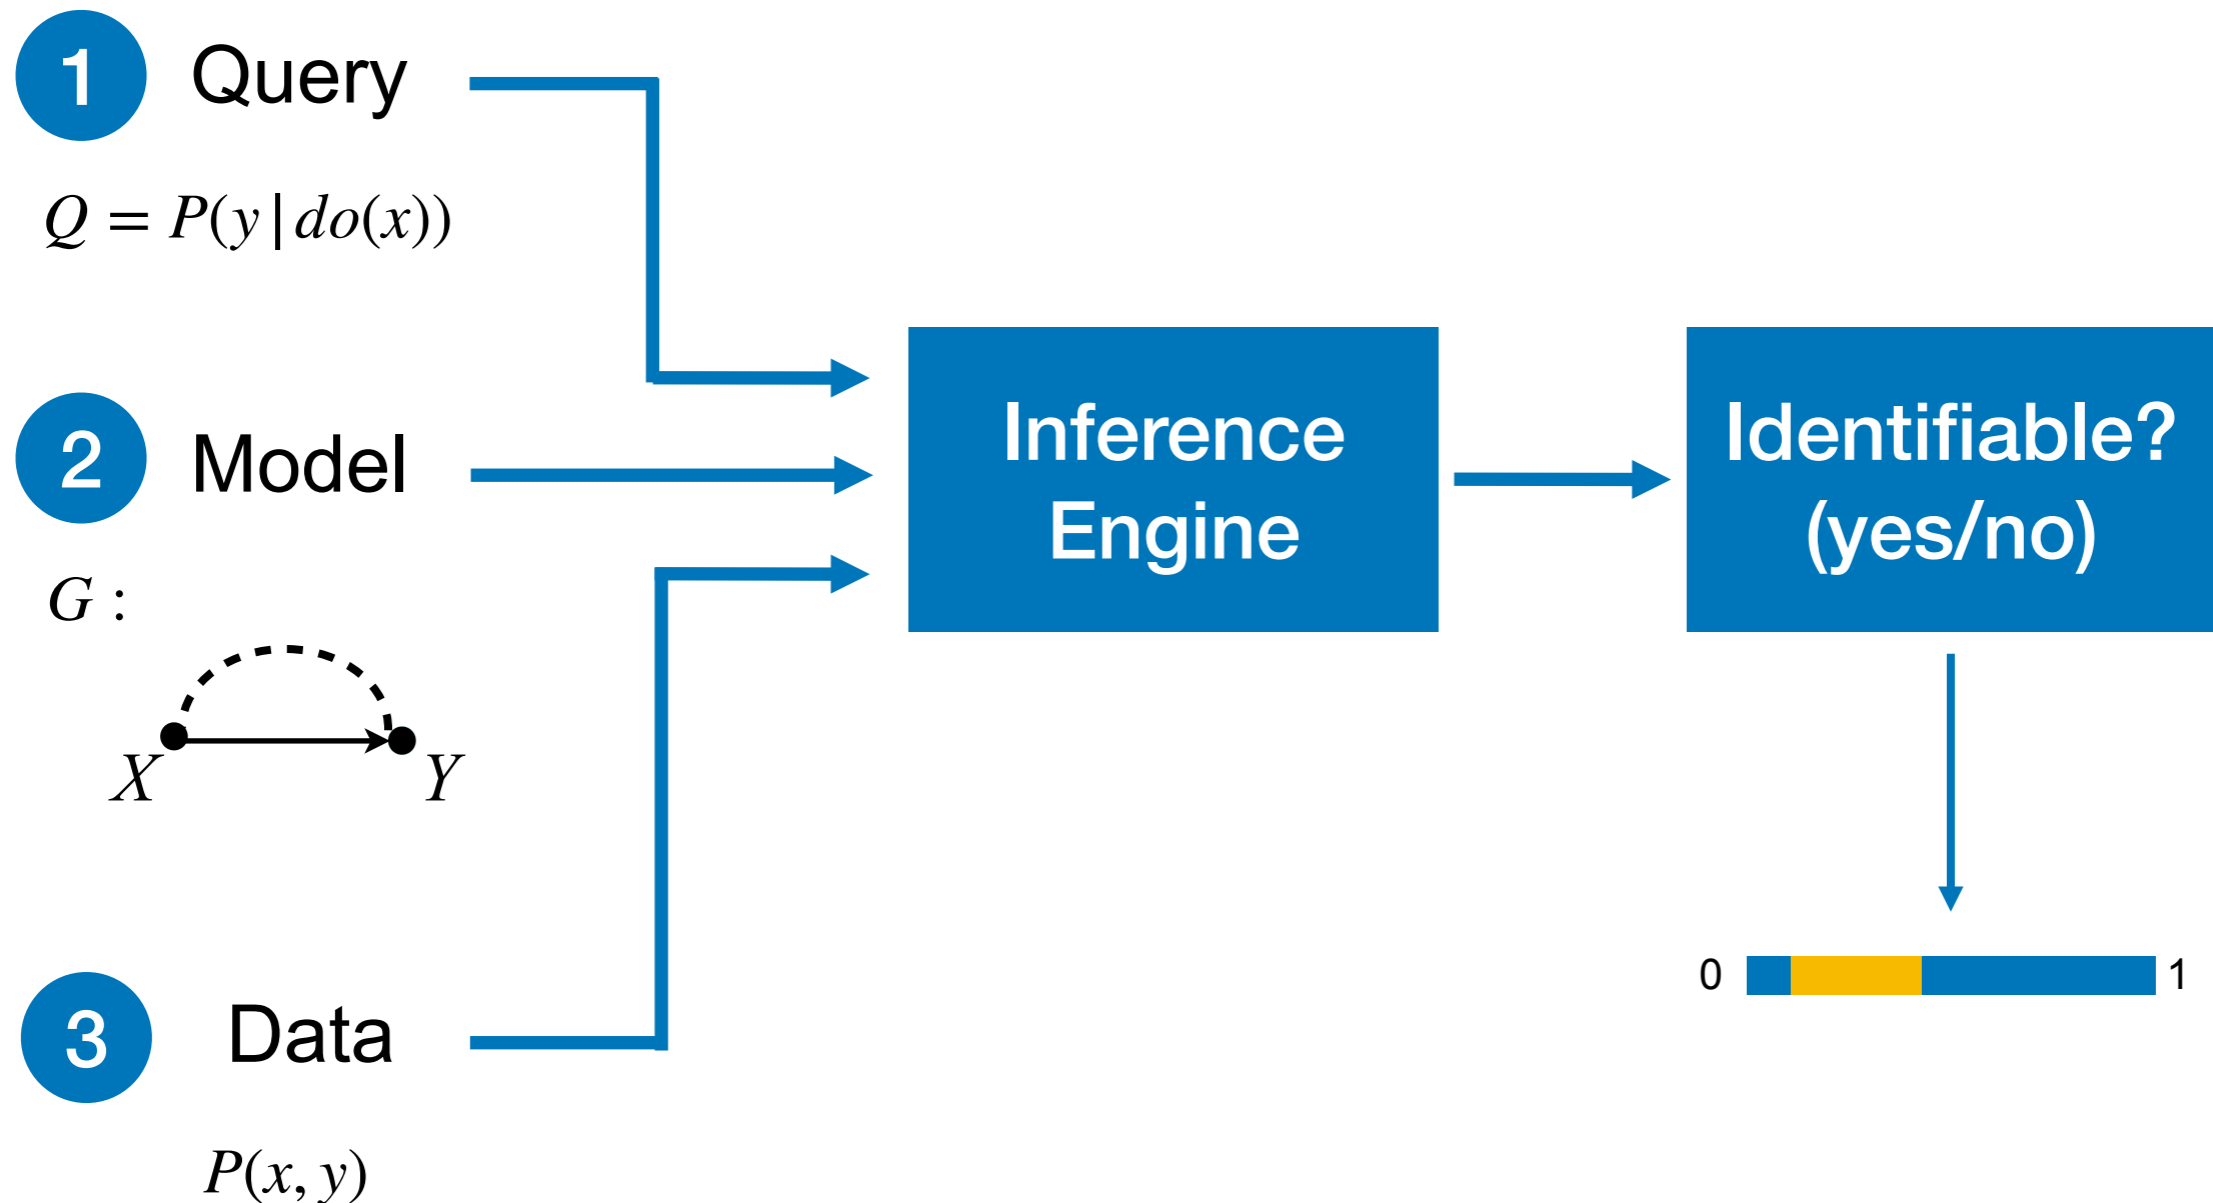 1 Query
Q = P(y | do(x))
2 Model
G :
X Y
3 Data
P(x, y)
Inference
Engine
Identifiable?
(yes/no)
0 1